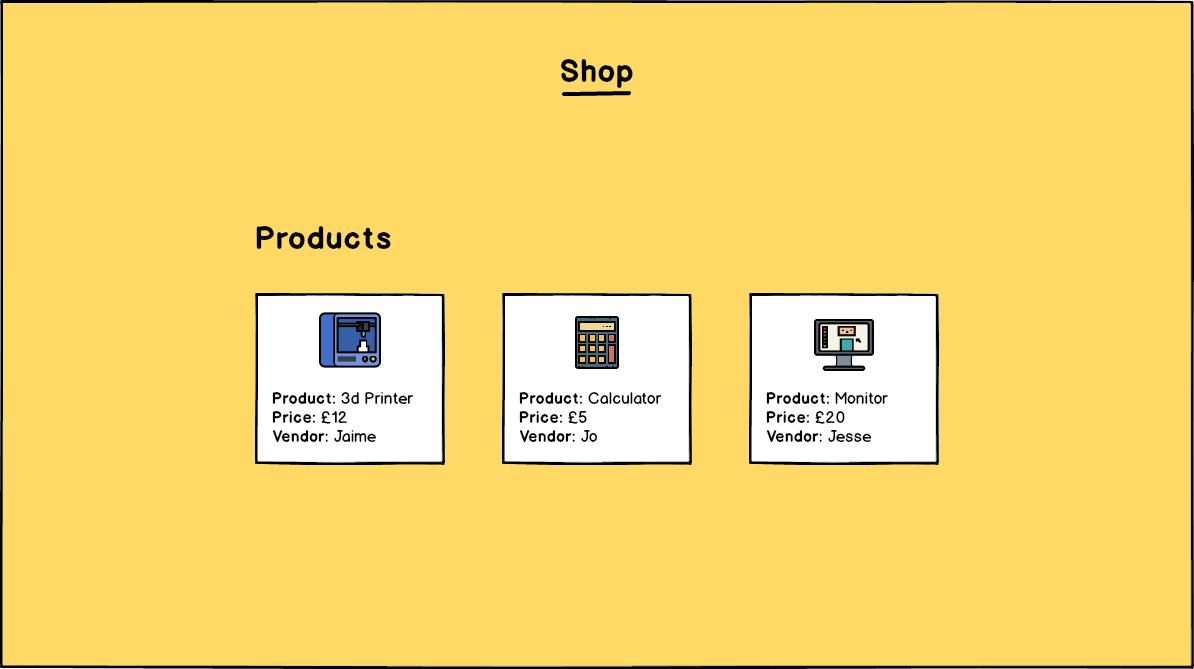 Shop
Products
Product: 3d Printer
Price: £12
Vendor: Jaime
Product: Calculator
Price: £5
Vendor: Jo
Product: Monitor
Price: £20
Vendor: Jesse